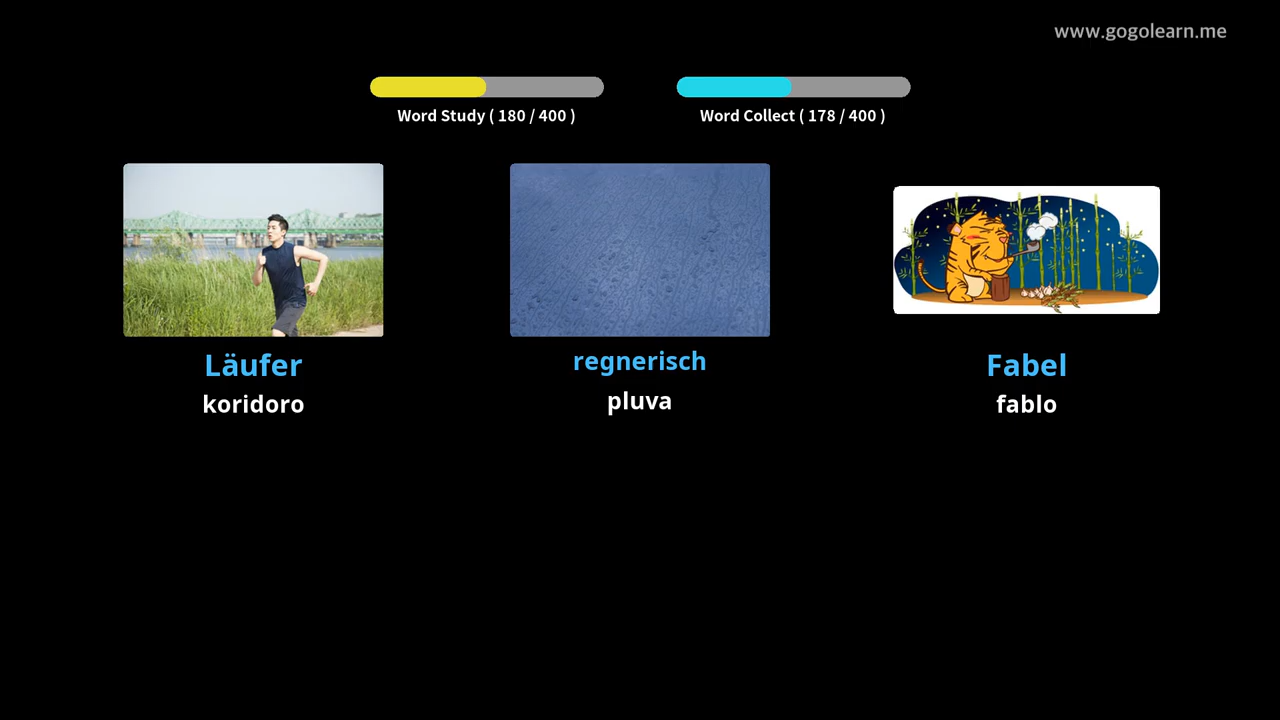 www.gogolearn.me
Word Study ( 180 / 400 )
Word Collect ( 178 / 400 )
Läufer
koridoro
regnerisch
pluva
Fabel
fablo